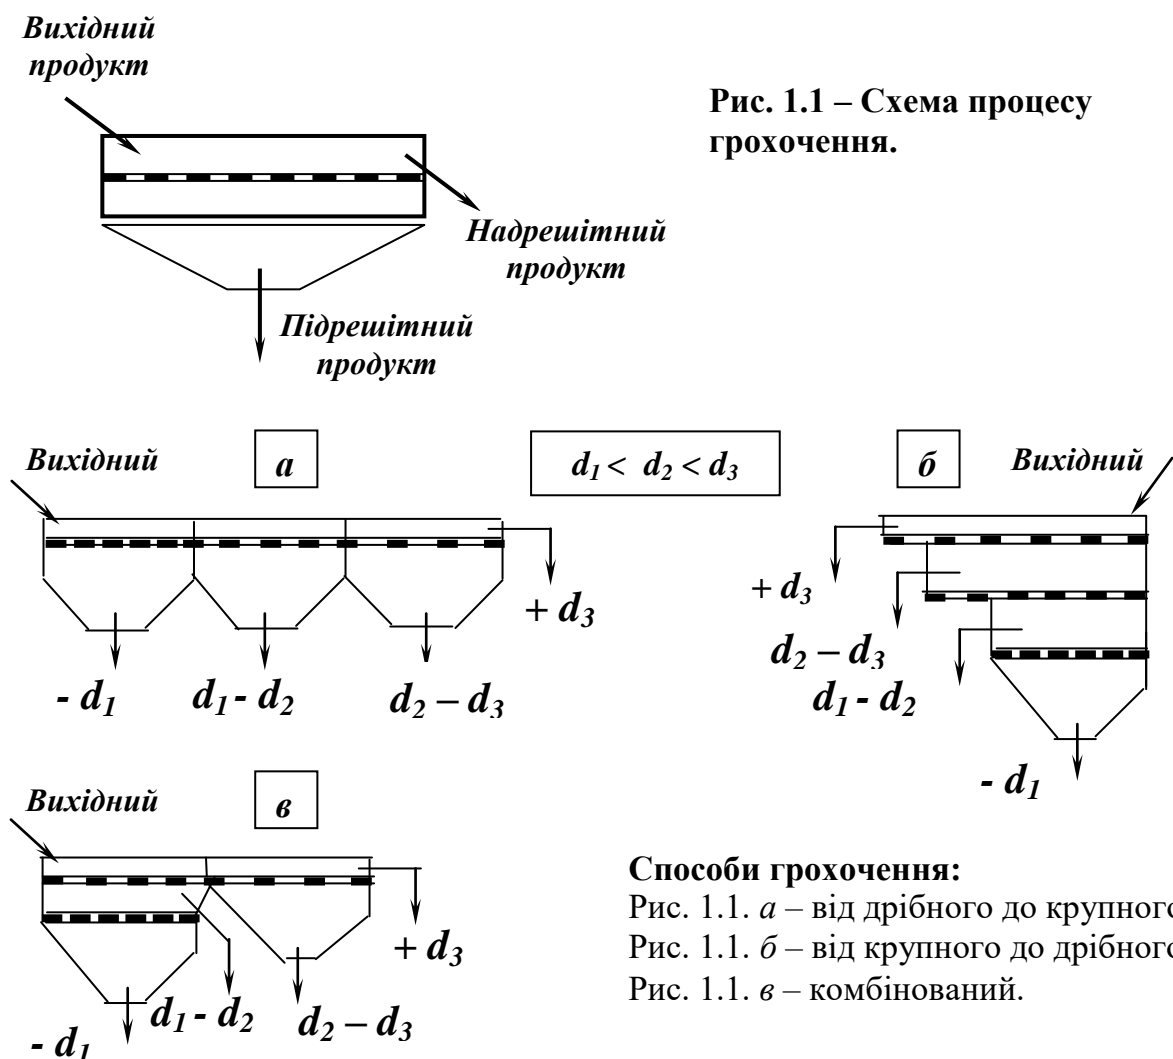 Вихідний
продукт
Рис. 1.1 – Схема процесу
грохочення.
Надрешітний
продукт
Підрешітний
продукт
Вихідний
а
d₁ < d₂ < d₃
б
Вихідний
+ d₃
- d₁
d₁ - d₂
d₂ – d₃
+ d₃
d₂ – d₃
d₁ - d₂
- d₁
Вихідний
в
+ d₃
d₁ - d₂
d₂ – d₃
- d₁
Способи грохочення:
Рис. 1.1. а – від дрібного до крупного
Рис. 1.1. б – від крупного до дрібного
Рис. 1.1. в – комбінований.